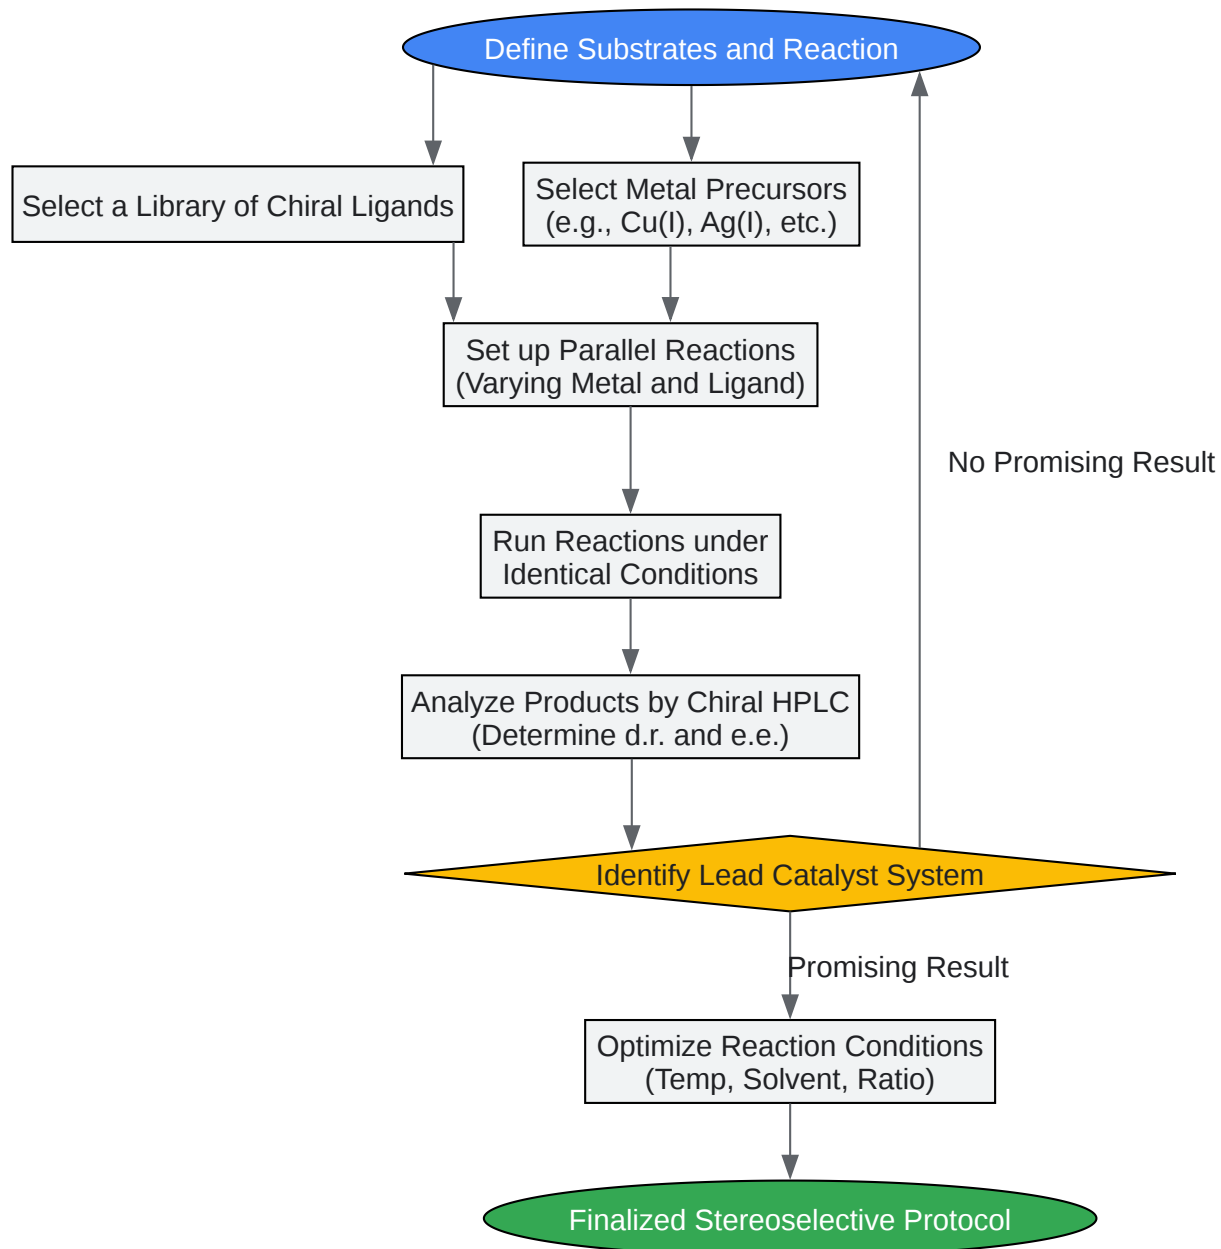 Define Substrates and Reaction
Select a Library of Chiral Ligands
Select Metal Precursors
(e.g., Cu(I), Ag(I), etc.)
Set up Parallel Reactions
(Varying Metal and Ligand)
No Promising Result
Run Reactions under
Identical Conditions
Analyze Products by Chiral HPLC
(Determine d.r. and e.e.)
Identify Lead Catalyst System
Promising Result
Optimize Reaction Conditions
(Temp, Solvent, Ratio)
Finalized Stereoselective Protocol